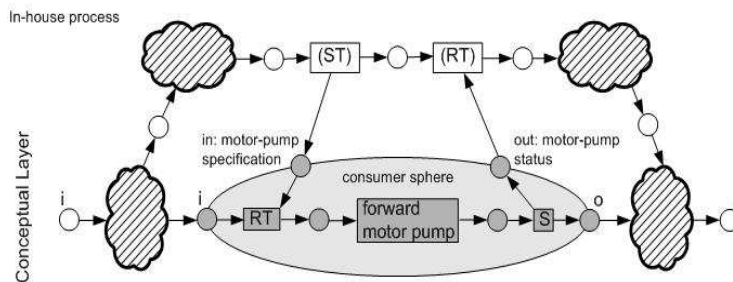 In-house process
(ST)
(RT)
in: motor-pump
specification
out: motor-pump
status
consumer sphere
i
i
RT
forward
motor pump
S
o
Conceptual Layer